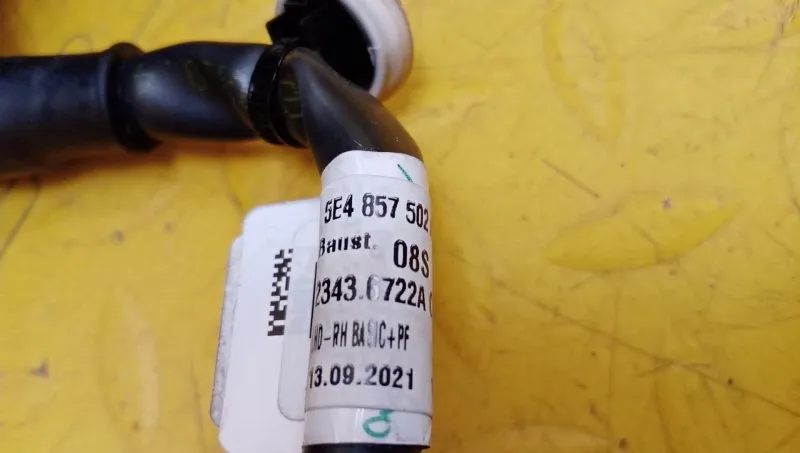 5E4 857 502
Baust. 08S
2343.6722A
-RH BASIC+PF
13.09.2021